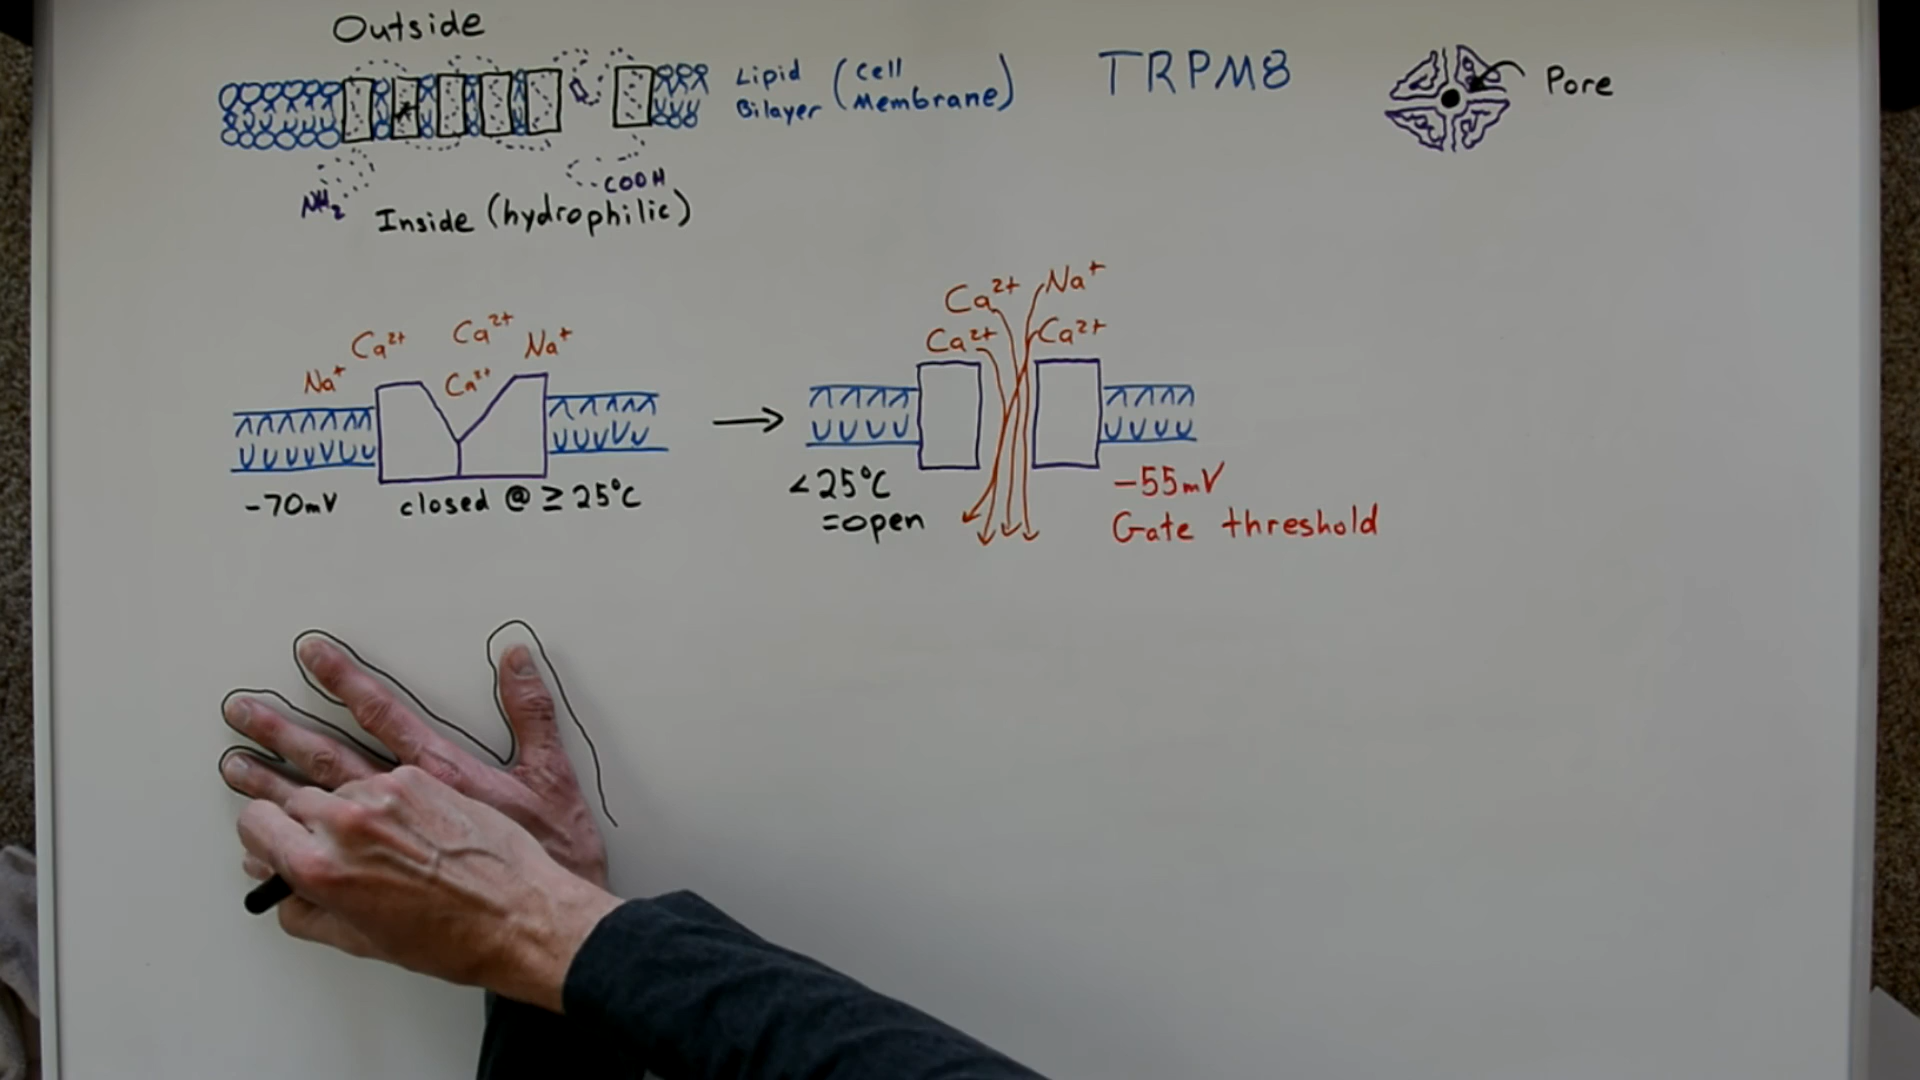 Outside
Lipid (Cell
Bilayer Membrane)
TRPM8
Pore
NH2
COOH
Inside (hydrophilic)
Na+ Ca2+ Ca2+ Na+
Ca2+
-70mV closed @ ≥ 25°C
Ca2+ Na+
Ca2+ Ca2+
< 25°C
=open
-55mV
Gate threshold